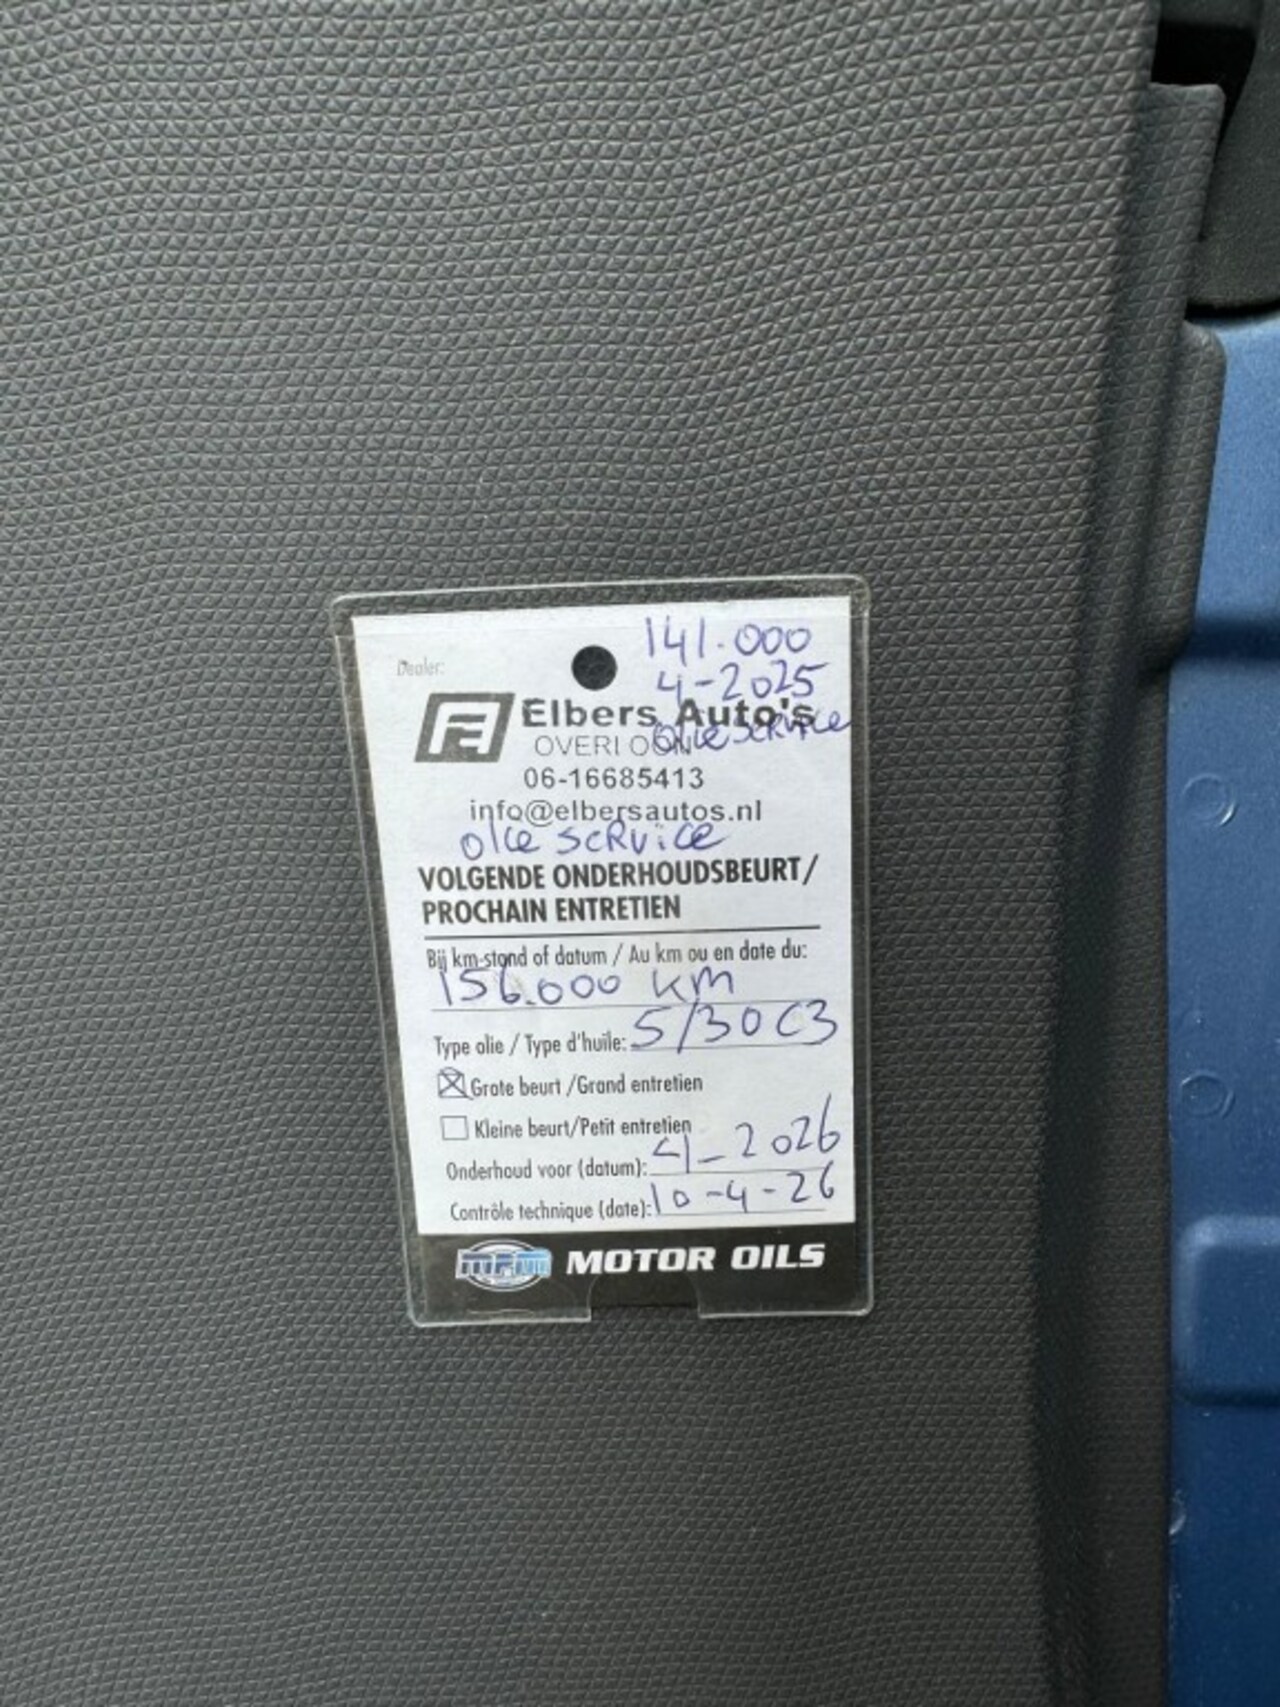 141.000
Dealer:
4-2025
Elbers Auto's
olie service
OVERLOON
06-16685413
info@elbersautos.nl
olie service
VOLGENDE ONDERHOUDSBEURT/
PROCHAIN ENTRETIEN
Bij km-stand of datum / Au km ou en date du:
156.000 km
Type olie / Type d'huile: 5/30 C3
Grote beurt /Grand entretien
Kleine beurt/Petit entretien
Onderhoud voor (datum): 4-2026
Contrôle technique (date): 10-4-26
MPM MOTOR OILS